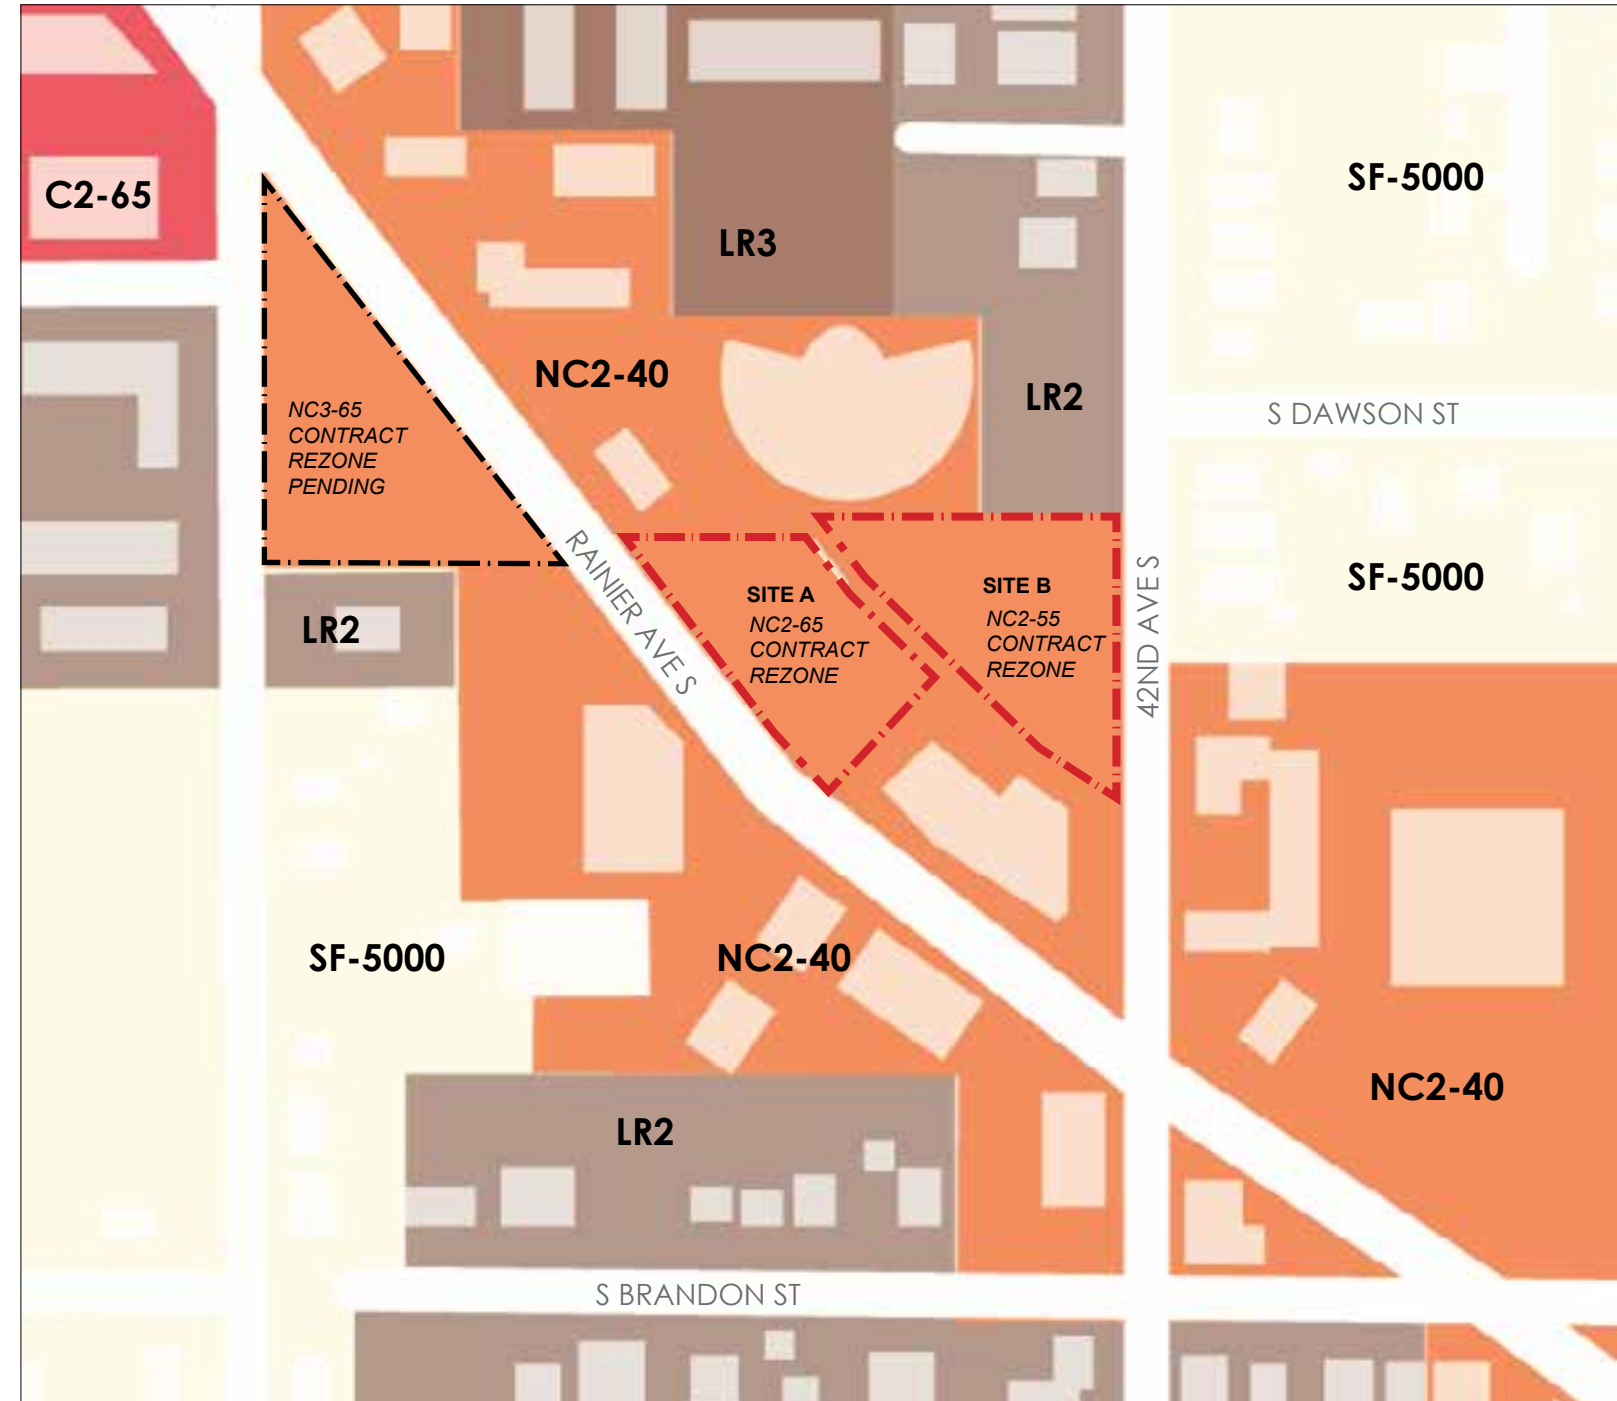 SF-5000
C2-65
LR3
NC2-40
LR2
NC3-65
CONTRACT
REZONE
PENDING
S DAWSON ST
RAINIER AVE S
SITE A
NC2-65
CONTRACT
REZONE
SITE B
NC2-55
CONTRACT
REZONE
42ND AVE S
SF-5000
LR2
SF-5000
NC2-40
NC2-40
LR2
S BRANDON ST